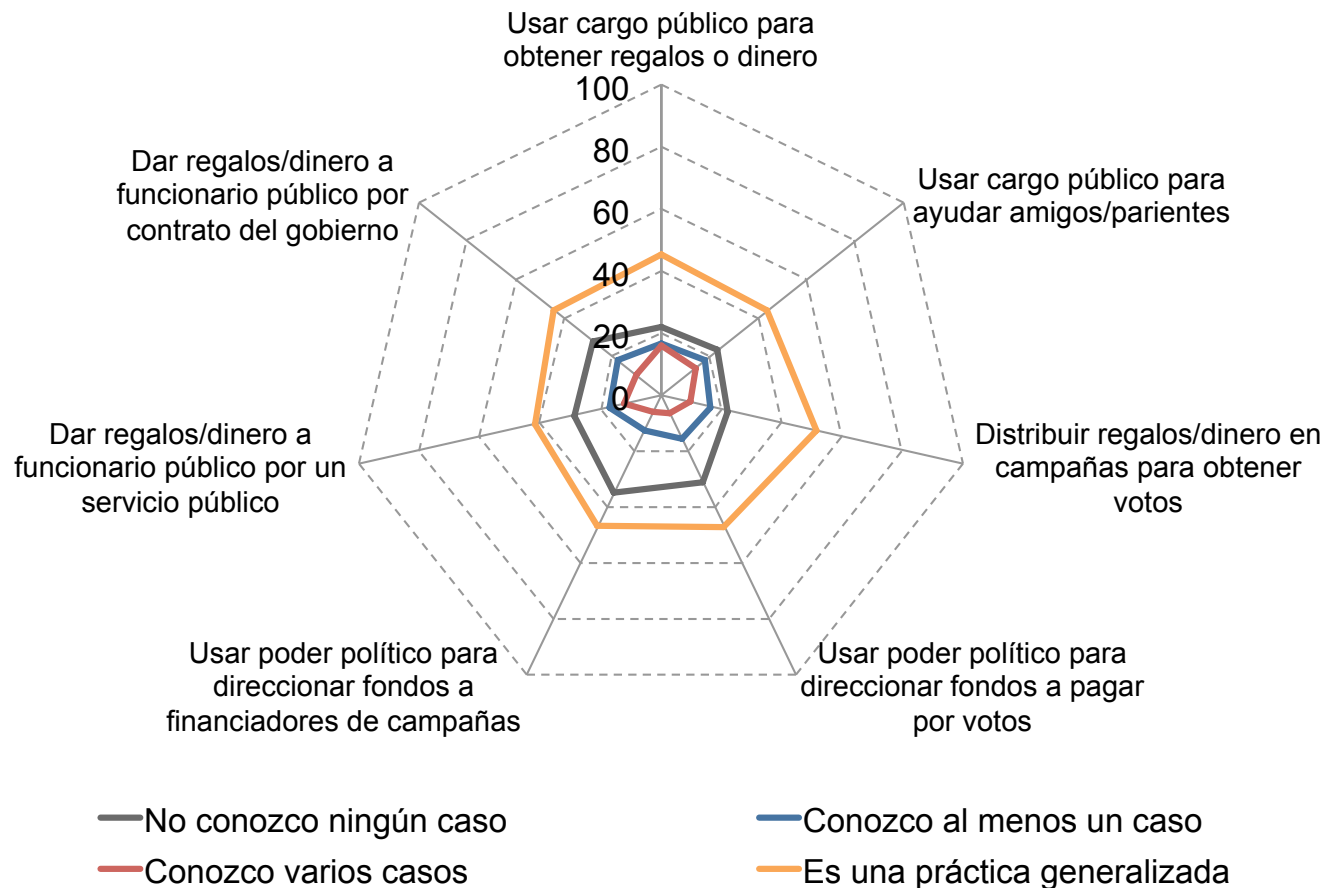 Usar cargo público para
obtener regalos o dinero
100
80
60
40
20
0
Dar regalos/dinero a
funcionario público por
contrato del gobierno
Usar cargo público para
ayudar amigos/parientes
Dar regalos/dinero a
funcionario público por un
servicio público
Distribuir regalos/dinero en
campañas para obtener
votos
Usar poder político para
direccionar fondos a
financiadores de campañas
Usar poder político para
direccionar fondos a pagar
por votos
No conozco ningún caso
Conozco al menos un caso
Conozco varios casos
Es una práctica generalizada